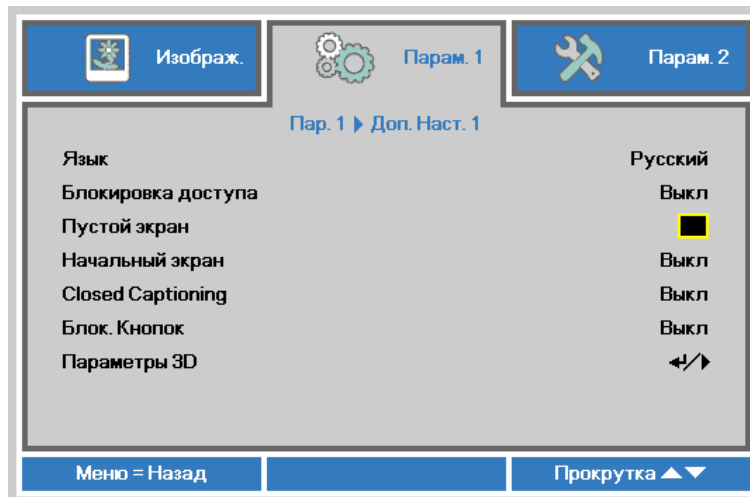 Изображ.
Парам. 1
Парам. 2
Пар. 1 ▶ Доп. Наст. 1
Язык Русский
Блокировка доступа Выкл
Пустой экран
Начальный экран Выкл
Closed Captioning Выкл
Блок. Кнопок Выкл
Параметры 3D ↵/▶
Меню = Назад
Прокрутка ▲▼